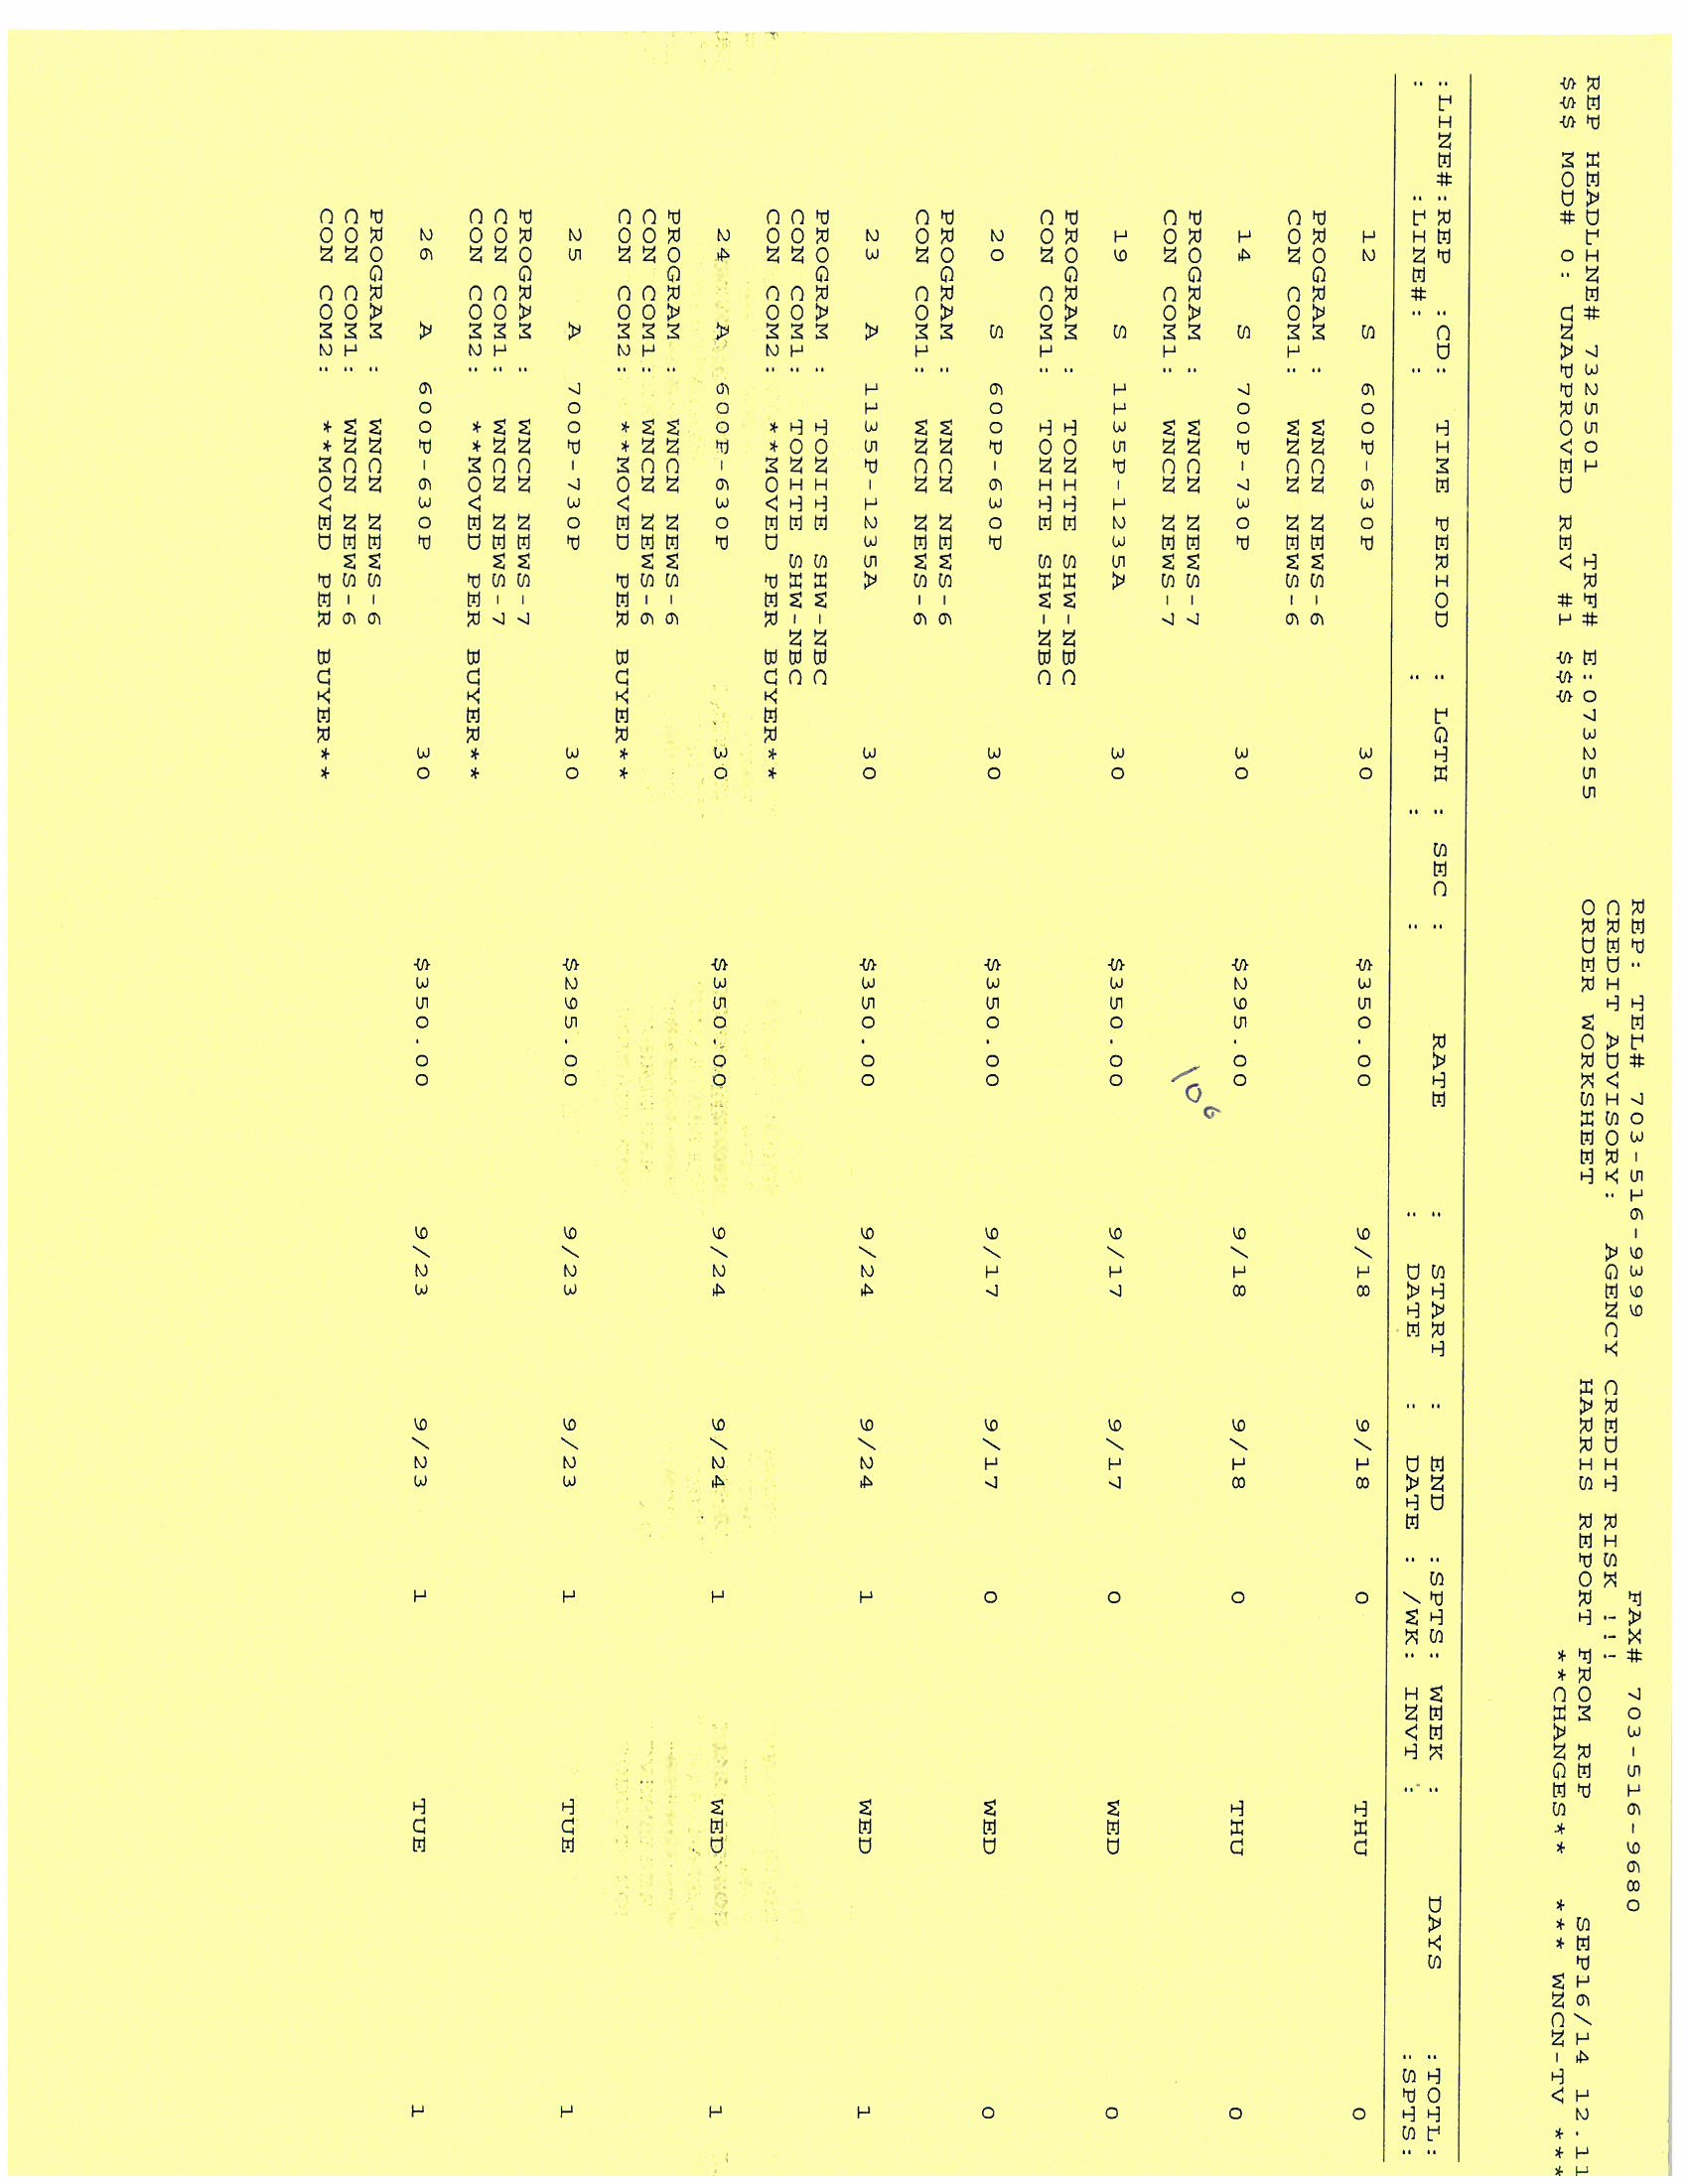 REP: TEL# 703-516-9399 FAX# 703-516-9680
CREDIT ADVISORY: AGENCY CREDIT RISK !!!
REP HEADLINE# 7325501 TRF# E:073255 ORDER WORKSHEET HARRIS REPORT FROM REP SEP16/14 12.11
$$$ MOD# 0: UNAPPROVED REV #1 $$$ **CHANGES** *** WNCN-TV ***
:LINE#:REP :CD: TIME PERIOD : LGTH : SEC : RATE : START : END :SPTS: WEEK : DAYS :TOTL:
: :LINE#: : : : : : DATE : DATE : /WK: INVT : :SPTS:
12 S 600P-630P 30 $350.00 9/18 9/18 0 THU 0
PROGRAM : WNCN NEWS-6
CON COM1: WNCN NEWS-6
14 S 700P-730P 30 $295.00 9/18 9/18 0 THU 0
PROGRAM : WNCN NEWS-7
CON COM1: WNCN NEWS-7
19 S 1135P-1235A 30 $350.00 9/17 9/17 0 WED 0
PROGRAM : TONITE SHW-NBC
CON COM1: TONITE SHW-NBC
20 S 600P-630P 30 $350.00 9/17 9/17 0 WED 0
PROGRAM : WNCN NEWS-6
CON COM1: WNCN NEWS-6
23 A 1135P-1235A 30 $350.00 9/24 9/24 1 WED 1
PROGRAM : TONITE SHW-NBC
CON COM1: TONITE SHW-NBC
CON COM2: **MOVED PER BUYER**
24 A 600P-630P 30 $350.00 9/24 9/24 1 WED 1
PROGRAM : WNCN NEWS-6
CON COM1: WNCN NEWS-6
CON COM2: **MOVED PER BUYER**
25 A 700P-730P 30 $295.00 9/23 9/23 1 TUE 1
PROGRAM : WNCN NEWS-7
CON COM1: WNCN NEWS-7
CON COM2: **MOVED PER BUYER**
26 A 600P-630P 30 $350.00 9/23 9/23 1 TUE 1
PROGRAM : WNCN NEWS-6
CON COM1: WNCN NEWS-6
CON COM2: **MOVED PER BUYER**